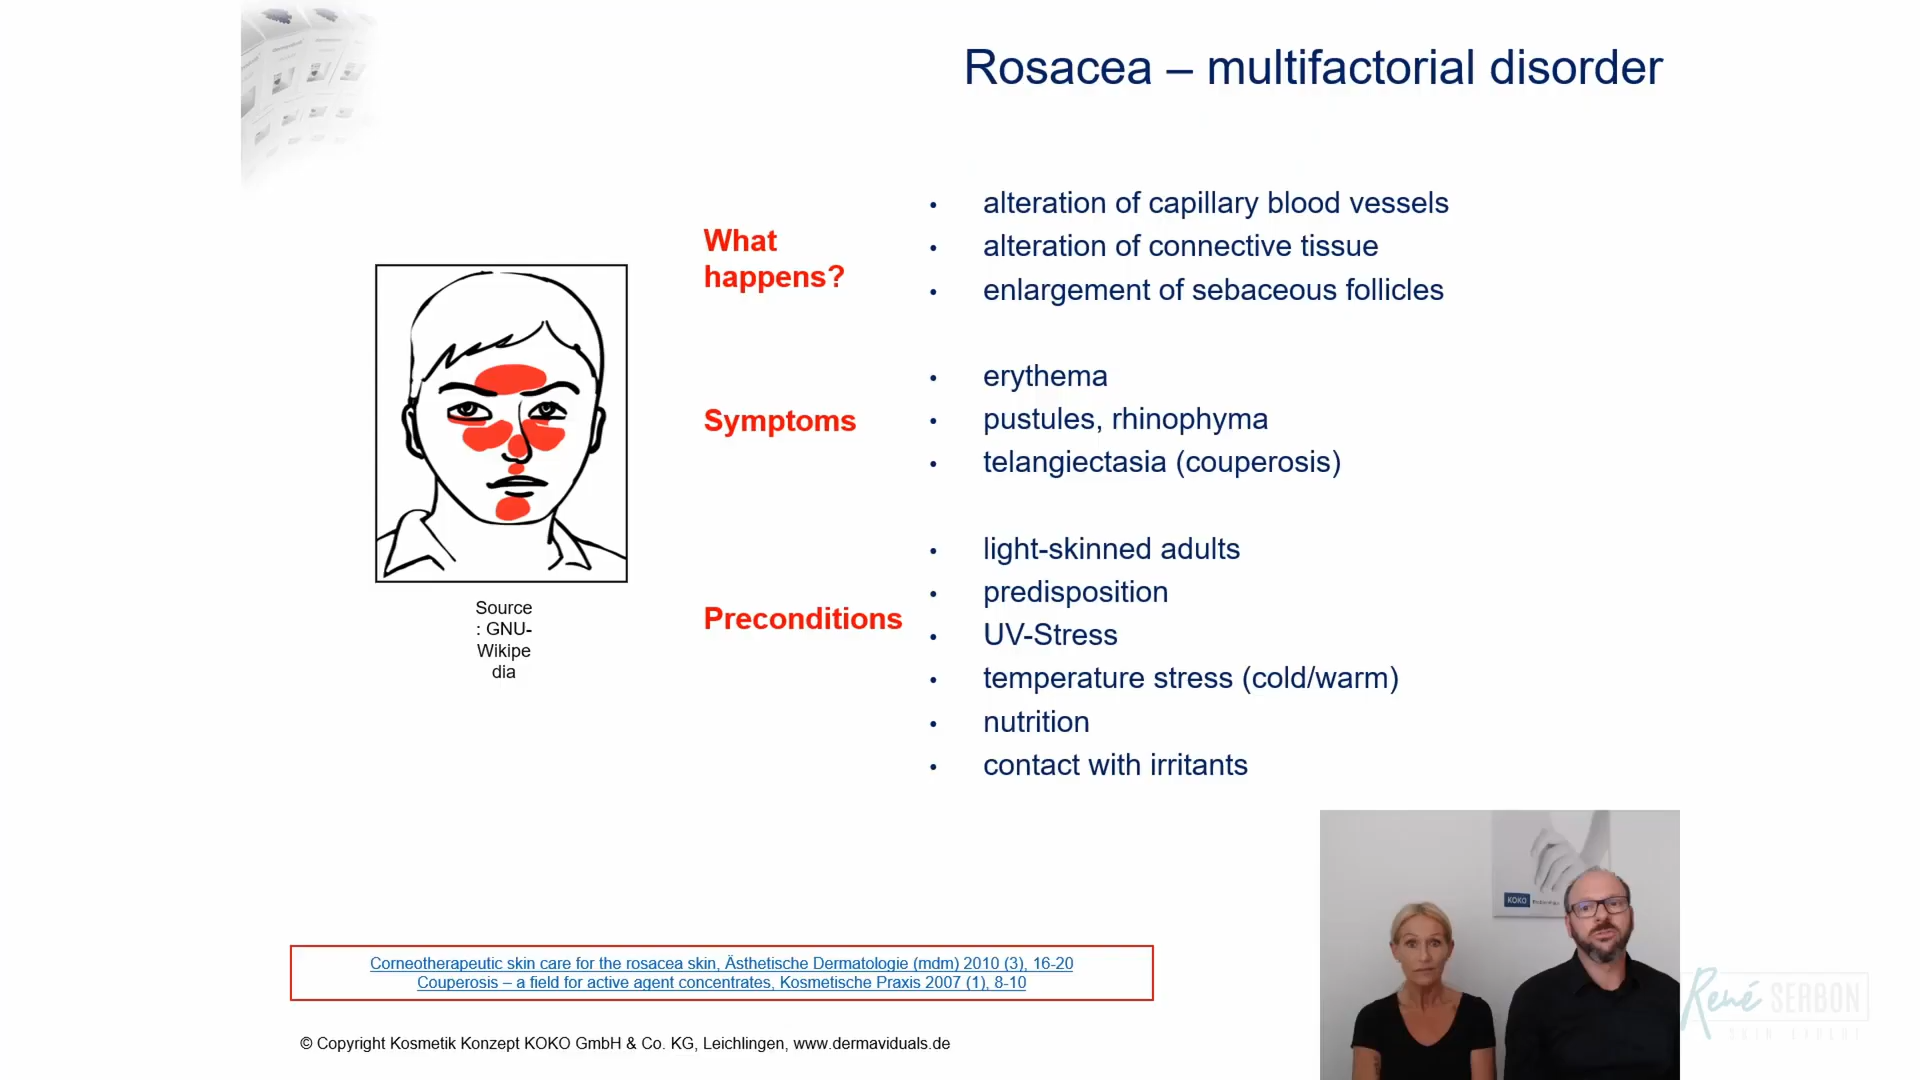 Rosacea – multifactorial disorder
What
happens?
• alteration of capillary blood vessels
• alteration of connective tissue
• enlargement of sebaceous follicles
Symptoms
• erythema
• pustules, rhinophyma
• telangiectasia (couperosis)
Preconditions
• light-skinned adults
• predisposition
• UV-Stress
• temperature stress (cold/warm)
• nutrition
• contact with irritants
Source
: GNU-
Wikipe
dia
Corneotherapeutic skin care for the rosacea skin, Ästhetische Dermatologie (mdm) 2010 (3), 16-20
Couperosis – a field for active agent concentrates, Kosmetische Praxis 2007 (1), 8-10
© Copyright Kosmetik Konzept KOKO GmbH & Co. KG, Leichlingen, www.dermaviduals.de
KOKO
René SERBON